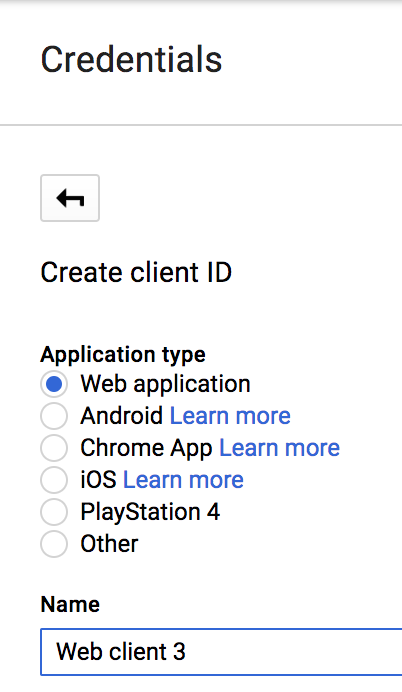 Credentials
Create client ID
Application type
Web application
Android Learn more
Chrome App Learn more
iOS Learn more
PlayStation 4
Other
Name
Web client 3